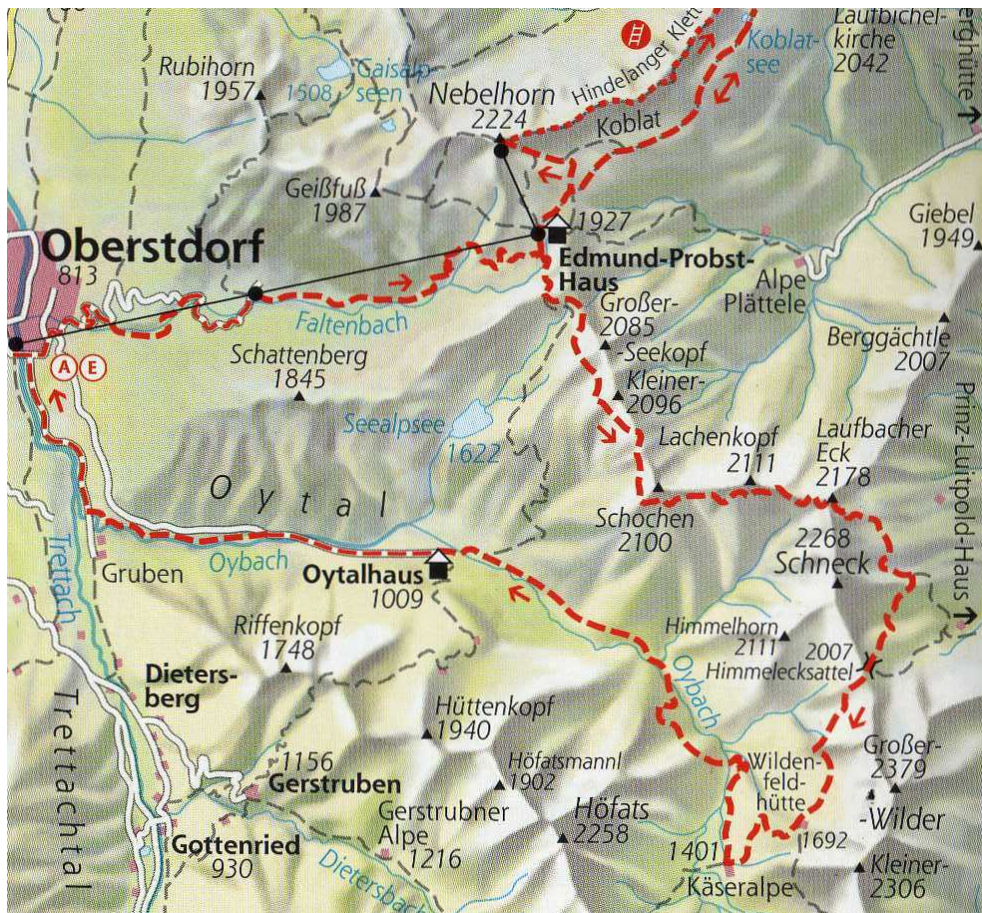 Laufbichel-
kirche
2042
erghütte
Koblat-
see
Hindelanger Klett
Rubihorn
1957
Gaisalp-
seen
1508
Nebelhorn
2224
Koblat
Geißfuß
1987
1927
Edmund-Probst-
Haus
Giebel
1949
Oberstdorf
813
Alpe
Plättele
Großer-
2085
-Seekopf
Kleiner-
2096
Faltenbach
Berggächtle
2007
A E
Schattenberg
1845
Prinz-Luitpold-Haus
Seealpsee
1622
Lachenkopf
2111
Laufbacher
Eck
2178
Oytal
Schochen
2100
2268
Schneck
Trettach
Gruben
Oybach
Oytalhaus
1009
Himmelhorn
2111
2007
Himmelecksattel
Riffenkopf
1748
Oybach
Dieters-
berg
Trettachtal
Hüttenkopf
1940
Großer-
2379
-Wilder
Kleiner-
2306
Wilden-
feld-
hütte
1692
1156
Gerstruben
Höfatsmannl
1902
Höfats
2258
Gerstrubner
Alpe
1216
Gottenried
930
Dietersbach
1401
Käseralpe